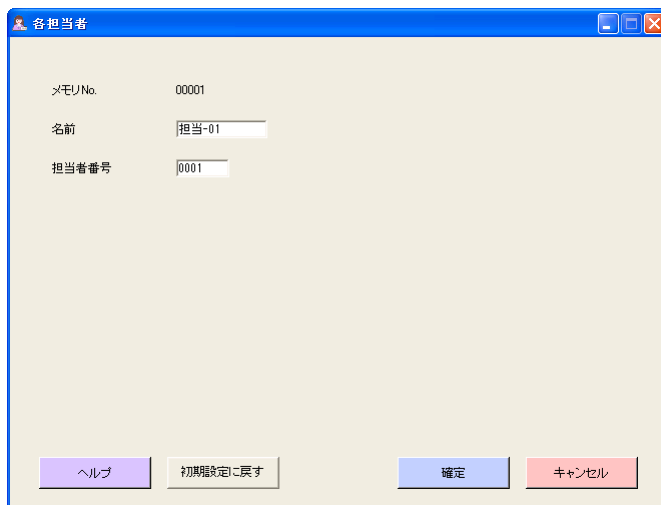 各担当者
メモリNo. 00001
名前 担当-01
担当者番号 0001
ヘルプ 初期設定に戻す 確定 キャンセル